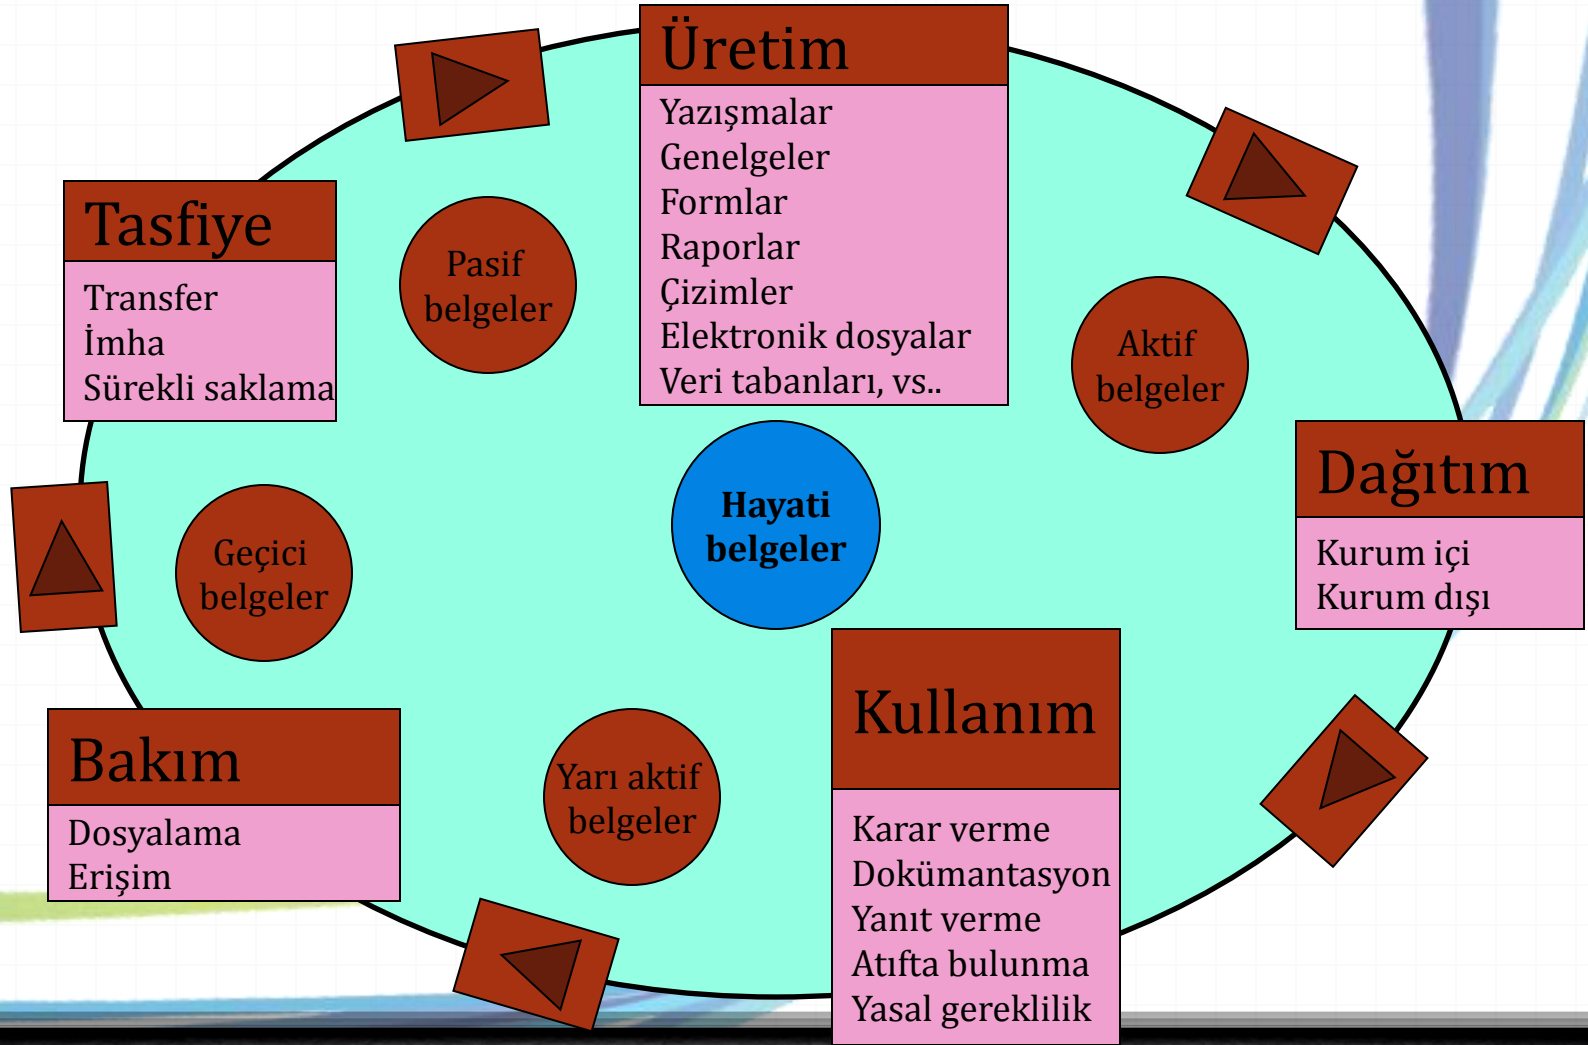 Üretim
Yazışmalar
Genelgeler
Formlar
Raporlar
Çizimler
Elektronik dosyalar
Veri tabanları, vs..
Tasfiye
Transfer
İmha
Sürekli saklama
Pasif
belgeler
Aktif
belgeler
Dağıtım
Kurum içi
Kurum dışı
Hayati
belgeler
Geçici
belgeler
Kullanım
Karar verme
Dokümantasyon
Yanıt verme
Atıfta bulunma
Yasal gereklilik
Yarı aktif
belgeler
Bakım
Dosyalama
Erişim